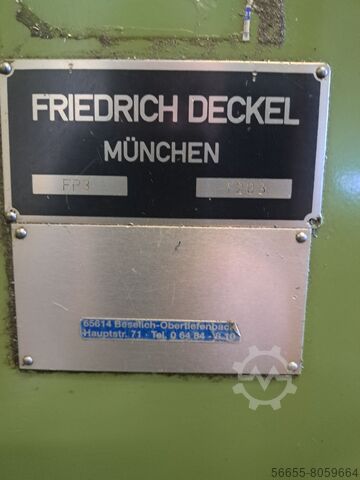 FRIEDRICH DECKEL
MÜNCHEN
FP3
65614 Beselich-Obertiefenbach
Hauptstr. 71 · Tel. 0 64 84 -
56655-8059664